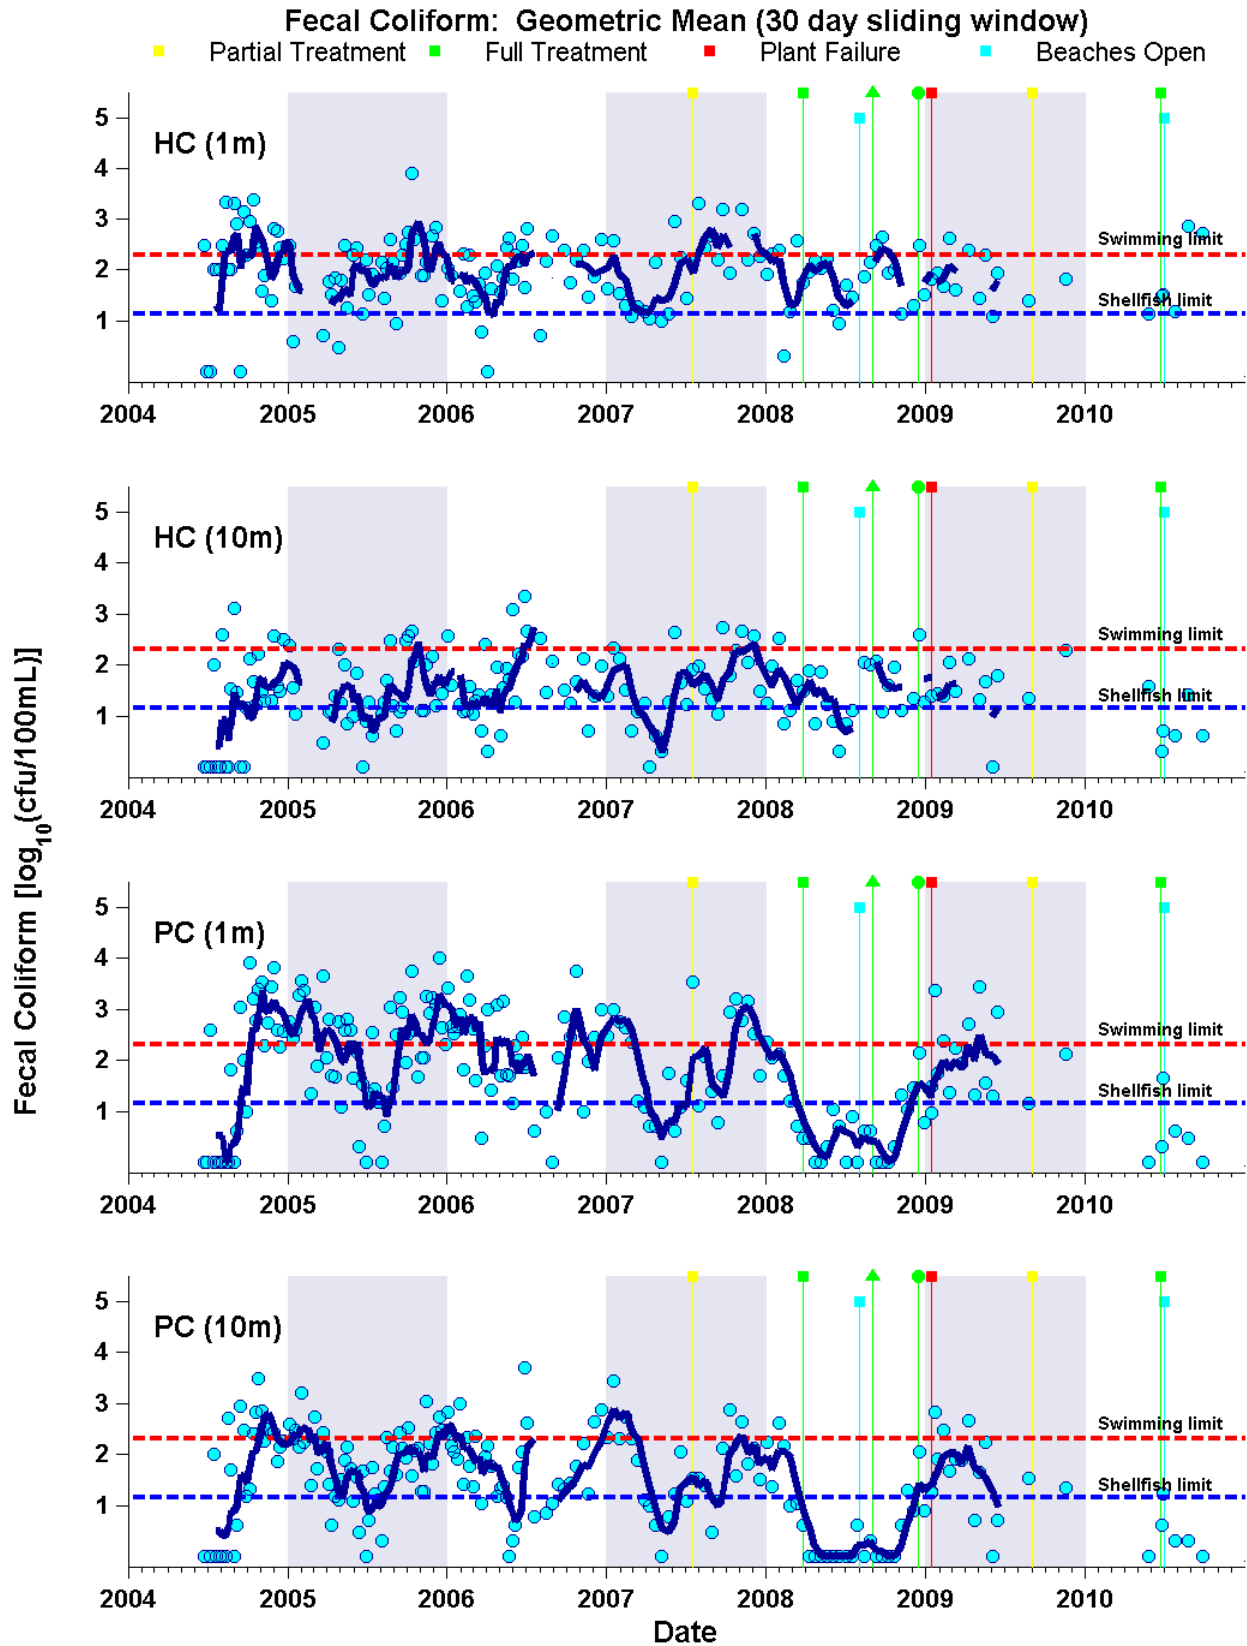 Fecal Coliform:  Geometric Mean (30 day sliding window)
Partial Treatment Full Treatment Plant Failure Beaches Open
HC (1m)
5
4
3
2
1
Swimming limit
Shellfish limit
2004 2005 2006 2007 2008 2009 2010
HC (10m)
5
4
3
2
1
Swimming limit
Shellfish limit
2004 2005 2006 2007 2008 2009 2010
Fecal Coliform [log10(cfu/100mL)]
PC (1m)
5
4
3
2
1
Swimming limit
Shellfish limit
2004 2005 2006 2007 2008 2009 2010
PC (10m)
5
4
3
2
1
Swimming limit
Shellfish limit
2004 2005 2006 2007 2008 2009 2010
Date